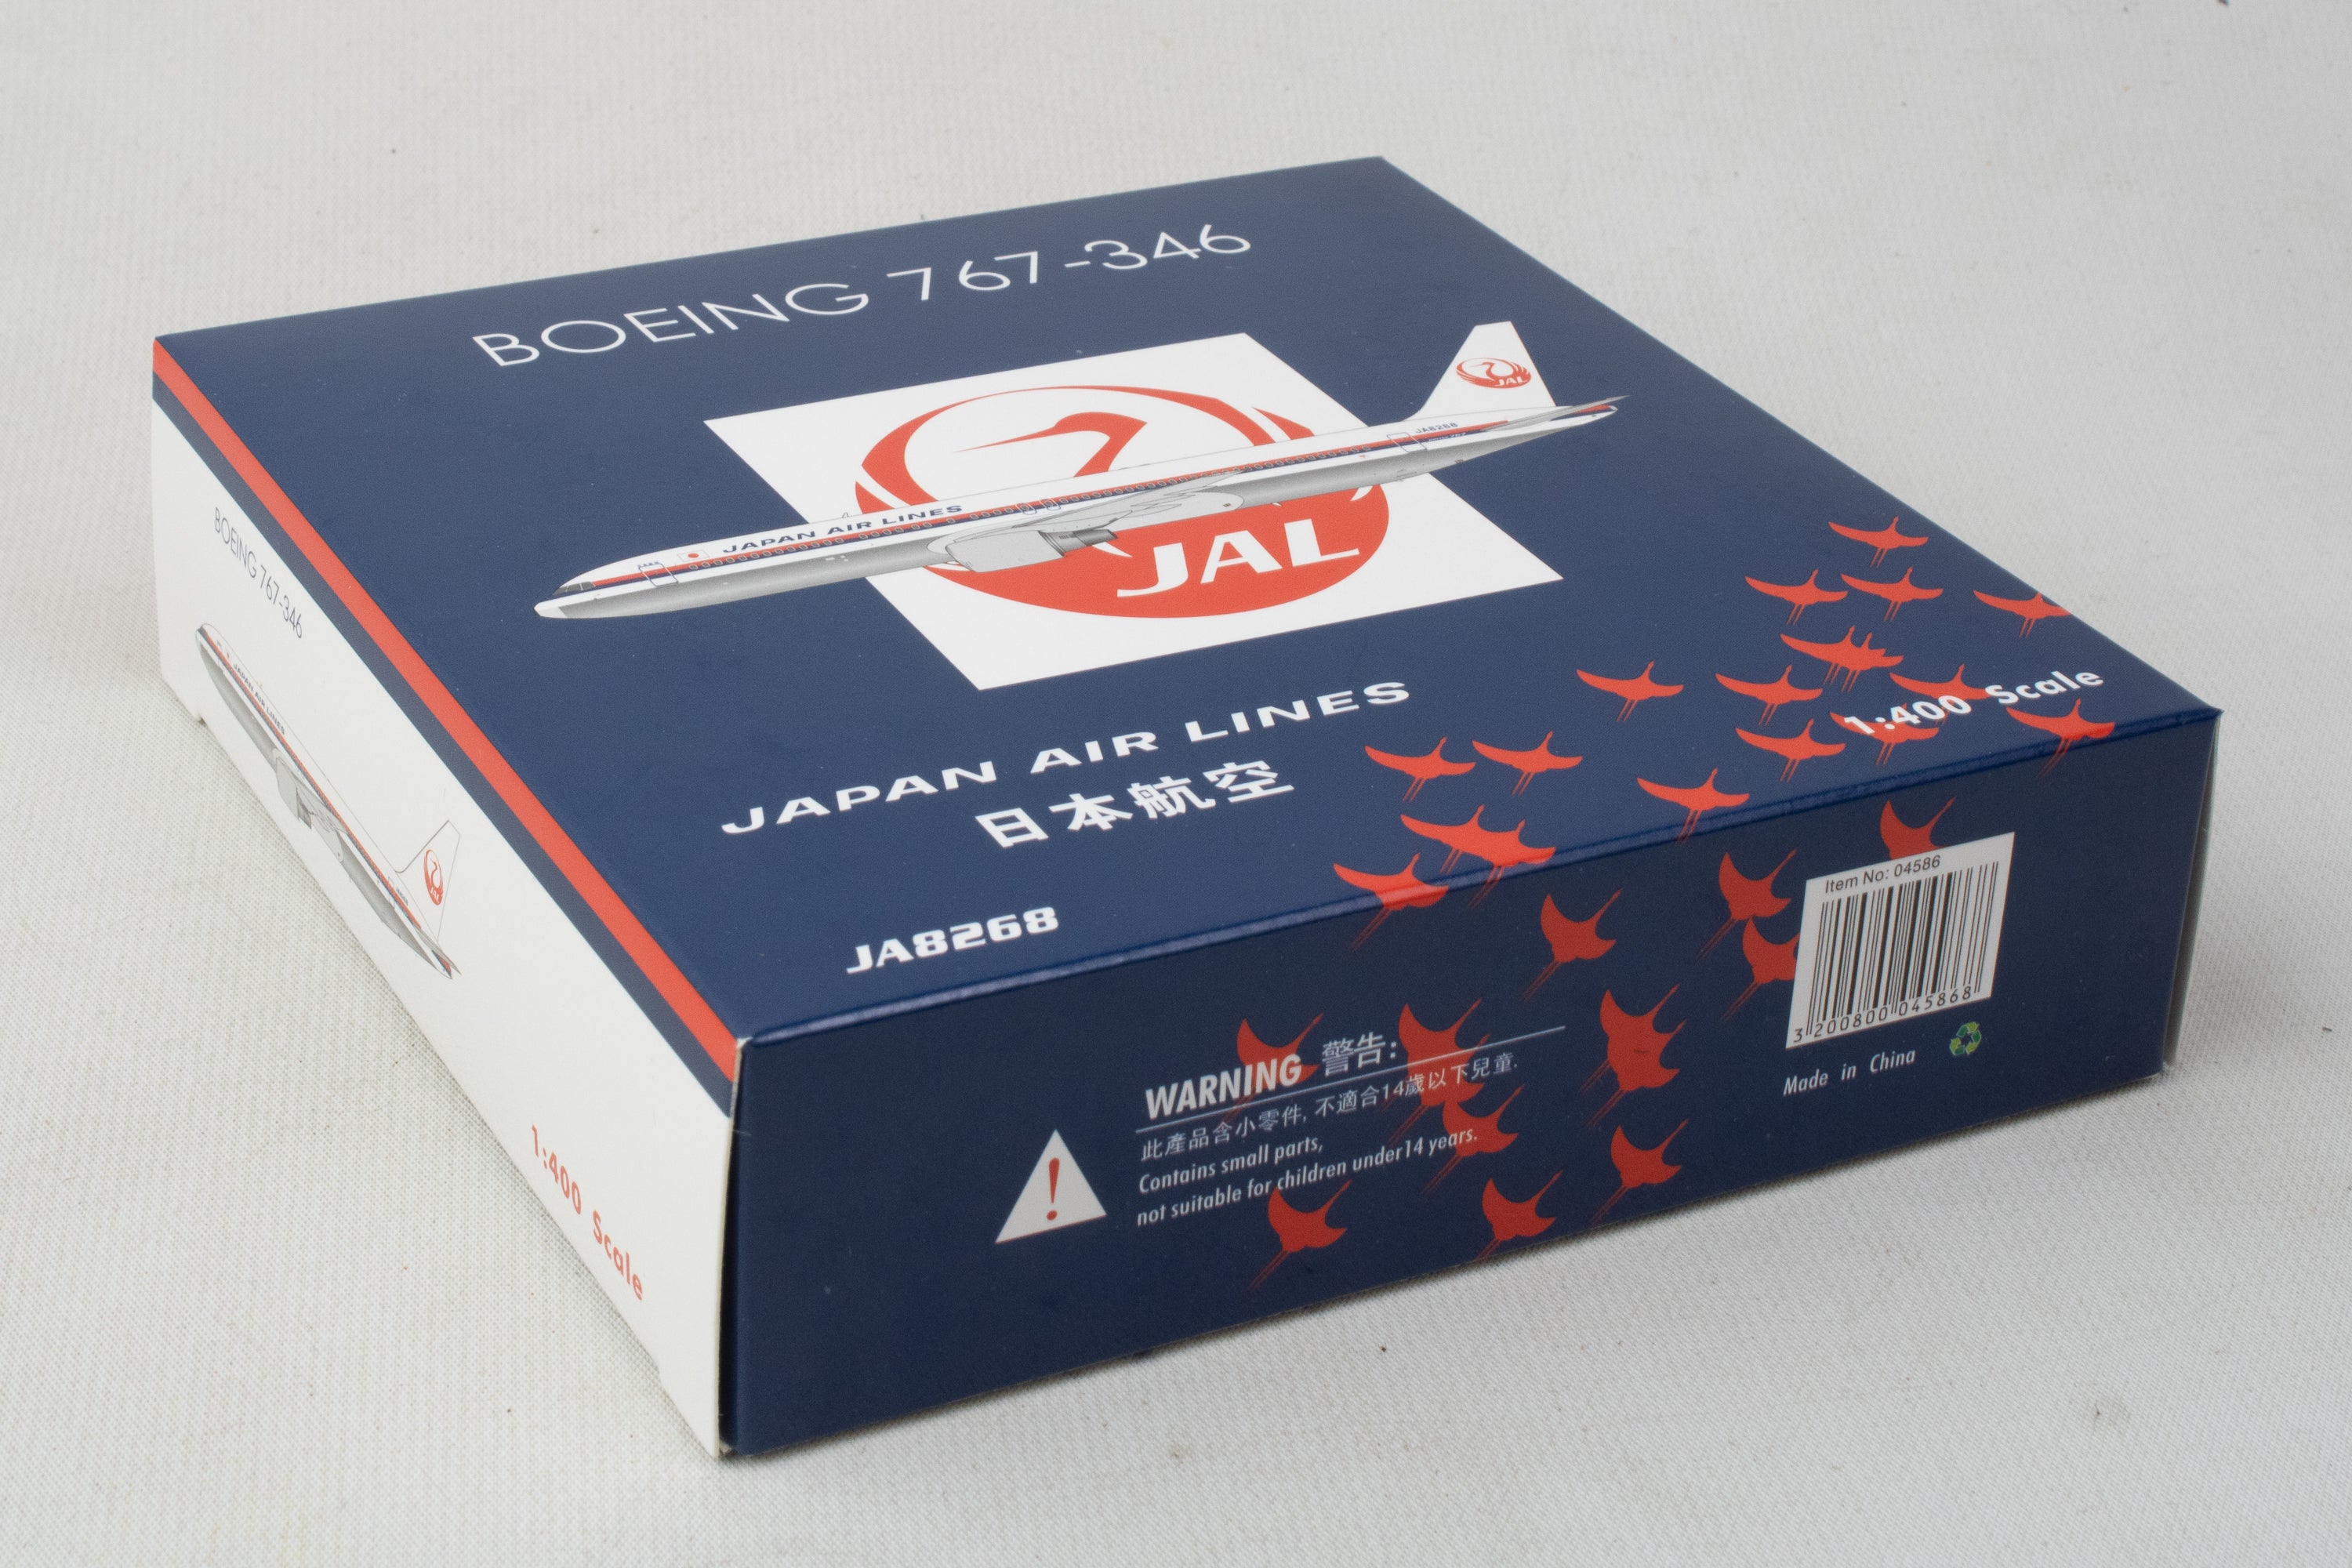 BOEING 767-346
JAL
JAL
JA8268
JAPAN AIR LINES
JAPAN AIR LINES
日本航空
1:400 Scale
JA8268
BOEING 767-346
JAPAN AIR LINES
JAL
1:400 Scale
WARNING 警告:
此產品含小零件, 不適合14歲以下兒童.
Contains small parts,
not suitable for children under14 years.
Item No: 04586
3 200800 045868
Made in China